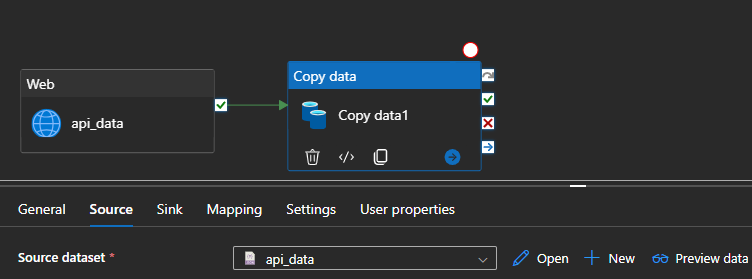 Web
api_data
Copy data
Copy data1
General Source Sink Mapping Settings User properties
Source dataset * api_data Open New Preview data